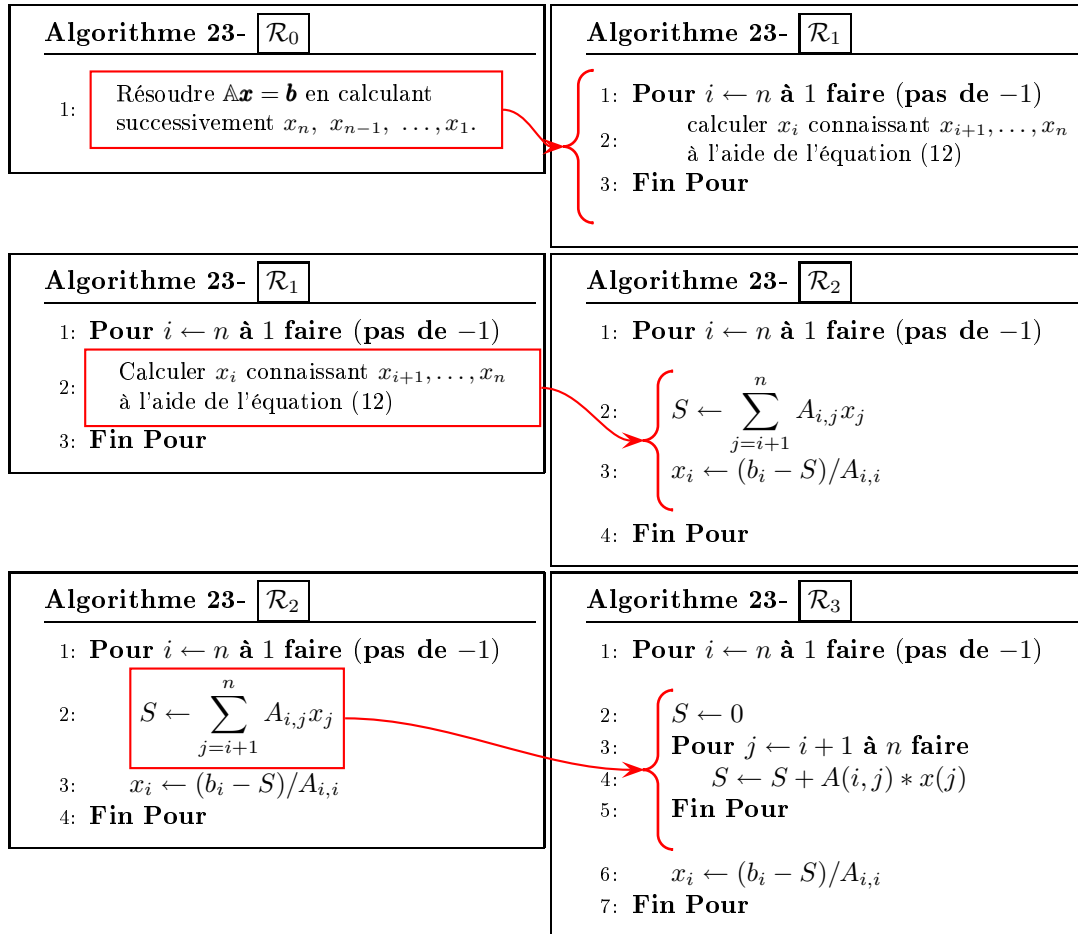 Algorithme 23- R₀
1: Résoudre 𝔸𝒙 = 𝒃 en calculant
successivement xₙ, xₙ₋₁, …, x₁.
Algorithme 23- R₁
1: Pour i ← n à 1 faire (pas de −1)
2: calculer xᵢ connaissant xᵢ₊₁, …, xₙ
à l'aide de l'équation (12)
3: Fin Pour
Algorithme 23- R₁
1: Pour i ← n à 1 faire (pas de −1)
2: Calculer xᵢ connaissant xᵢ₊₁, …, xₙ
à l'aide de l'équation (12)
3: Fin Pour
Algorithme 23- R₂
1: Pour i ← n à 1 faire (pas de −1)
2: S ← ∑_{j=i+1}^{n} A_{i,j}x_j
3: xᵢ ← (bᵢ − S)/A_{i,i}
4: Fin Pour
Algorithme 23- R₂
1: Pour i ← n à 1 faire (pas de −1)
2: S ← ∑_{j=i+1}^{n} A_{i,j}x_j
3: xᵢ ← (bᵢ − S)/A_{i,i}
4: Fin Pour
Algorithme 23- R₃
1: Pour i ← n à 1 faire (pas de −1)
2: S ← 0
3: Pour j ← i + 1 à n faire
4: S ← S + A(i, j) ∗ x(j)
5: Fin Pour
6: xᵢ ← (bᵢ − S)/A_{i,i}
7: Fin Pour